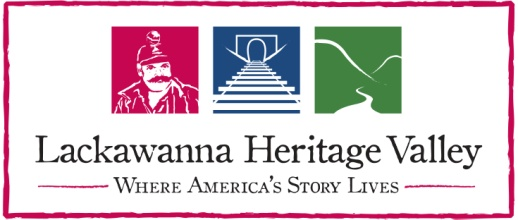 Lackawanna Heritage Valley
Where America's Story Lives